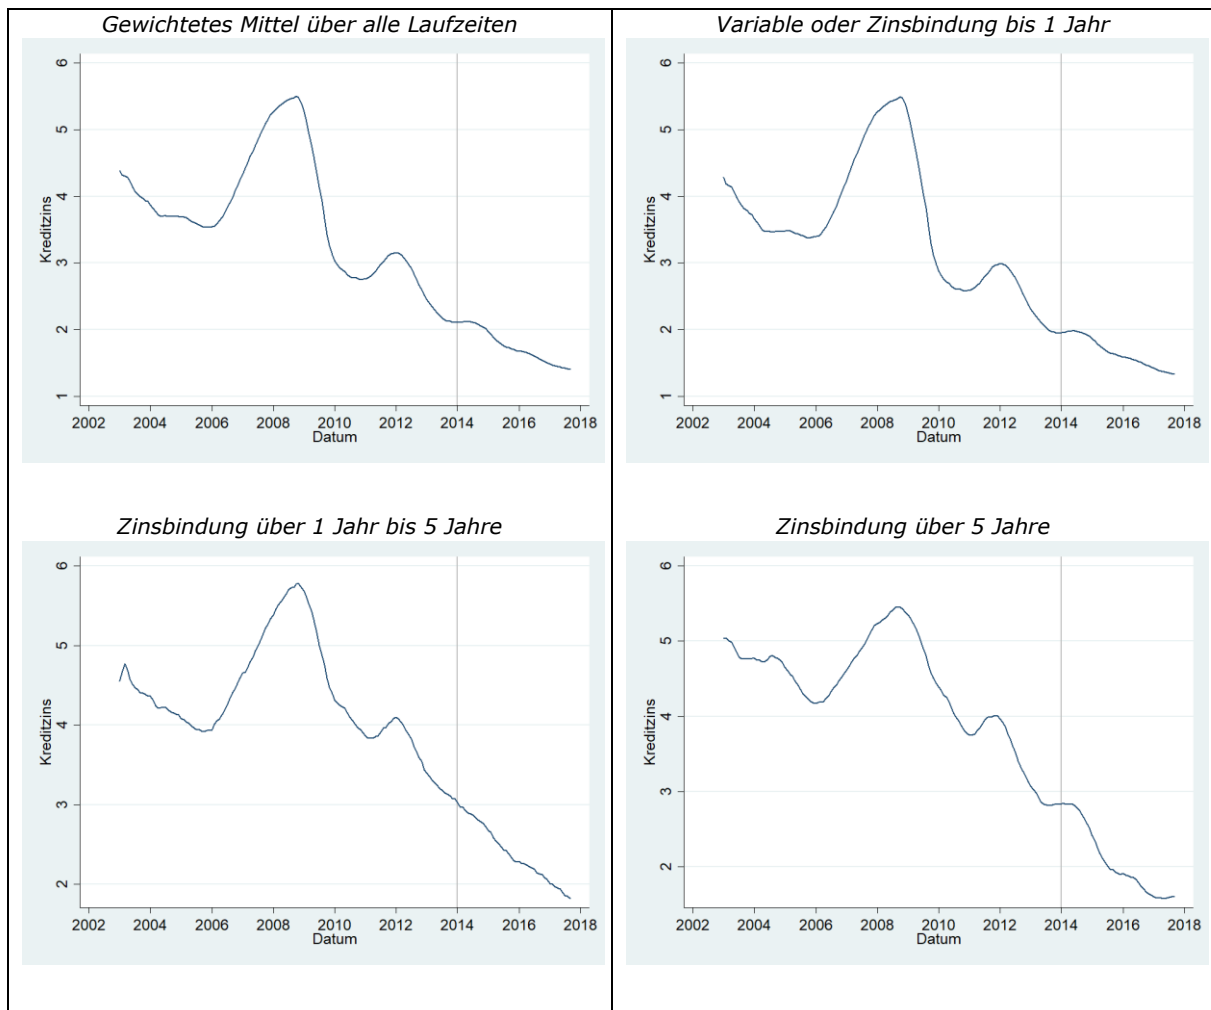 Gewichtetes Mittel über alle Laufzeiten
Kreditzins
6
5
4
3
2
1
2002 2004 2006 2008 2010 2012 2014 2016 2018
Datum
Variable oder Zinsbindung bis 1 Jahr
Kreditzins
6
5
4
3
2
1
2002 2004 2006 2008 2010 2012 2014 2016 2018
Datum
Zinsbindung über 1 Jahr bis 5 Jahre
Kreditzins
6
5
4
3
2
2002 2004 2006 2008 2010 2012 2014 2016 2018
Datum
Zinsbindung über 5 Jahre
Kreditzins
6
5
4
3
2
2002 2004 2006 2008 2010 2012 2014 2016 2018
Datum